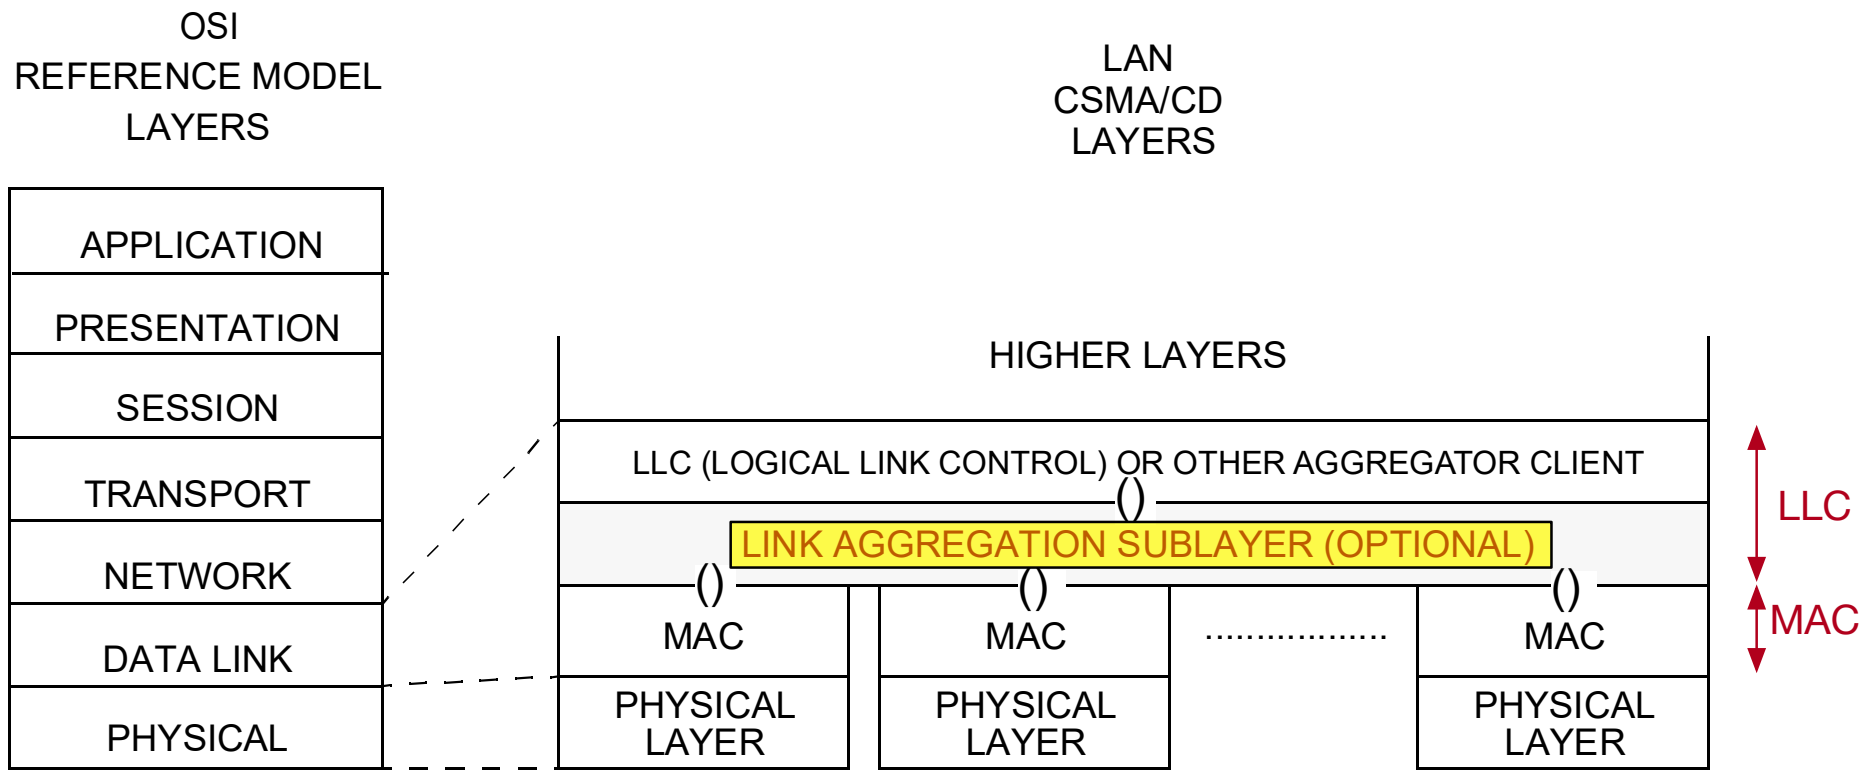 OSI
REFERENCE MODEL
LAYERS
LAN
CSMA/CD
LAYERS
APPLICATION
PRESENTATION
SESSION
TRANSPORT
NETWORK
DATA LINK
PHYSICAL
HIGHER LAYERS
LLC (LOGICAL LINK CONTROL) OR OTHER AGGREGATOR CLIENT
()
LINK AGGREGATION SUBLAYER (OPTIONAL)
() () ()
MAC MAC .................. MAC
PHYSICAL
LAYER
PHYSICAL
LAYER
PHYSICAL
LAYER
LLC
MAC